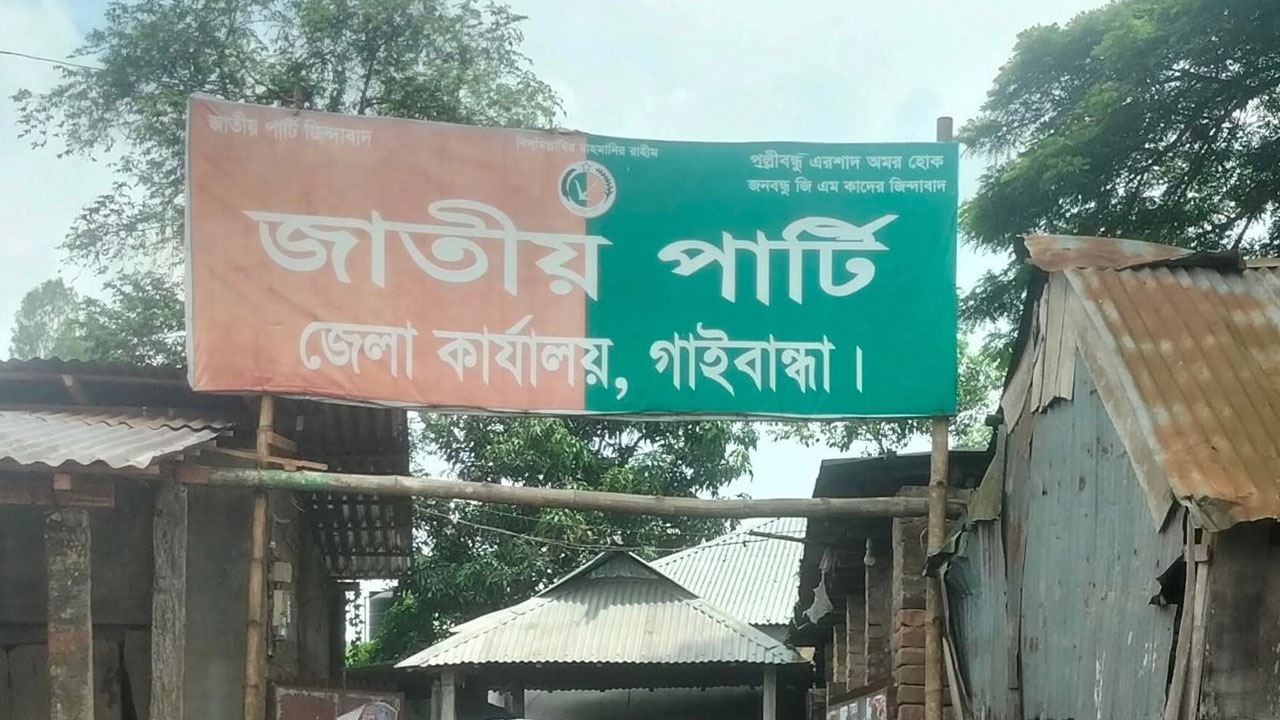 জাতীয় পার্টি জিন্দাবাদ
বিসমিল্লাহির রাহমানির রাহীম
পল্লীবন্ধু এরশাদ অমর হোক
জনবন্ধু জি এম কাদের জিন্দাবাদ
জাতীয় পার্টি
জেলা কার্যালয়, গাইবান্ধা।